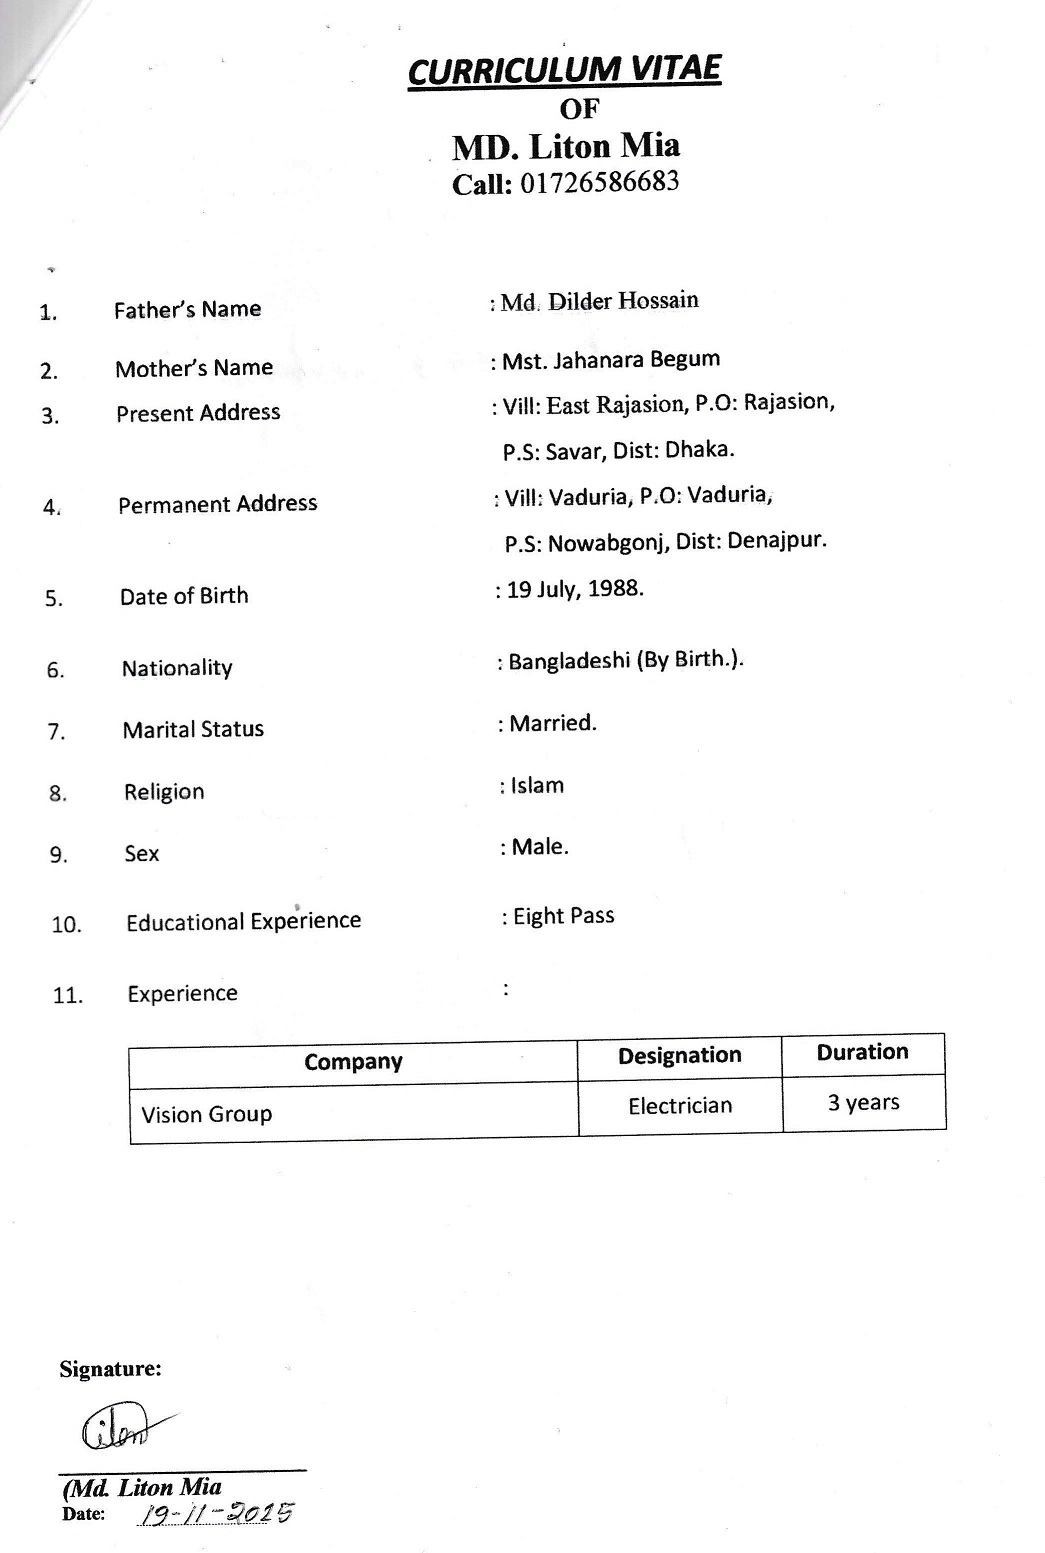 CURRICULUM VITAE
OF
MD. Liton Mia
Call: 01726586683
1. Father's Name : Md. Dilder Hossain
2. Mother's Name : Mst. Jahanara Begum
3. Present Address : Vill: East Rajasion, P.O: Rajasion,
P.S: Savar, Dist: Dhaka.
4. Permanent Address : Vill: Vaduria, P.O: Vaduria,
P.S: Nowabgonj, Dist: Denajpur.
5. Date of Birth : 19 July, 1988.
6. Nationality : Bangladeshi (By Birth.).
7. Marital Status : Married.
8. Religion : Islam
9. Sex : Male.
10. Educational Experience : Eight Pass
11. Experience :
Company Designation Duration
Vision Group Electrician 3 years
Signature:
Liton
(Md. Liton Mia
Date: 19-11-2015